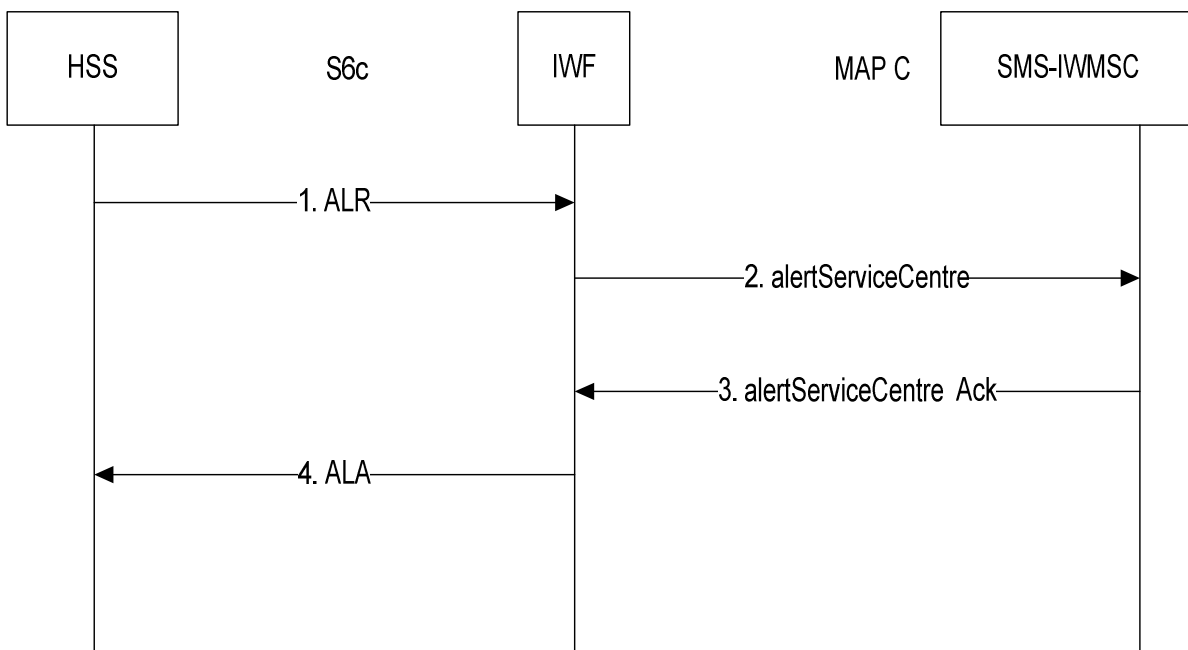 HSS
S6c
IWF
MAP C
SMS-IWMSC
1. ALR
2. alertServiceCentre
3. alertServiceCentre Ack
4. ALA